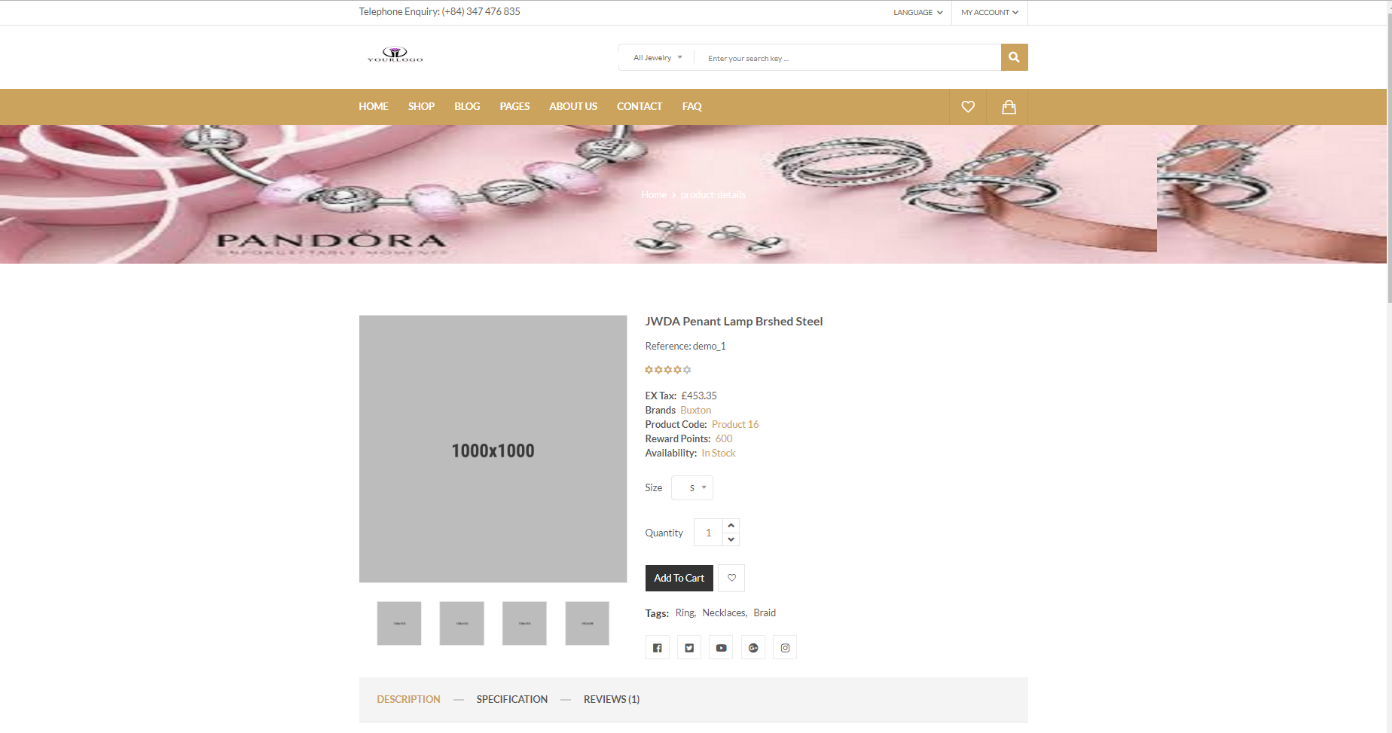 Telephone Enquiry: (+84) 347 476 835
LANGUAGE
MY ACCOUNT
YOURLOGO
All Jewelry
Enter your search key ...
HOME
SHOP
BLOG
PAGES
ABOUT US
CONTACT
FAQ
Home > product details
PANDORA
UNFORGETTABLE MOMENTS
JWDA Penant Lamp Brshed Steel
Reference: demo_1
EX Tax: £453.35
Brands Buxton
Product Code: Product 16
Reward Points: 600
Availability: In Stock
1000x1000
Size S
Quantity 1
Add To Cart
Tags: Ring, Necklaces, Braid
DESCRIPTION — SPECIFICATION — REVIEWS (1)